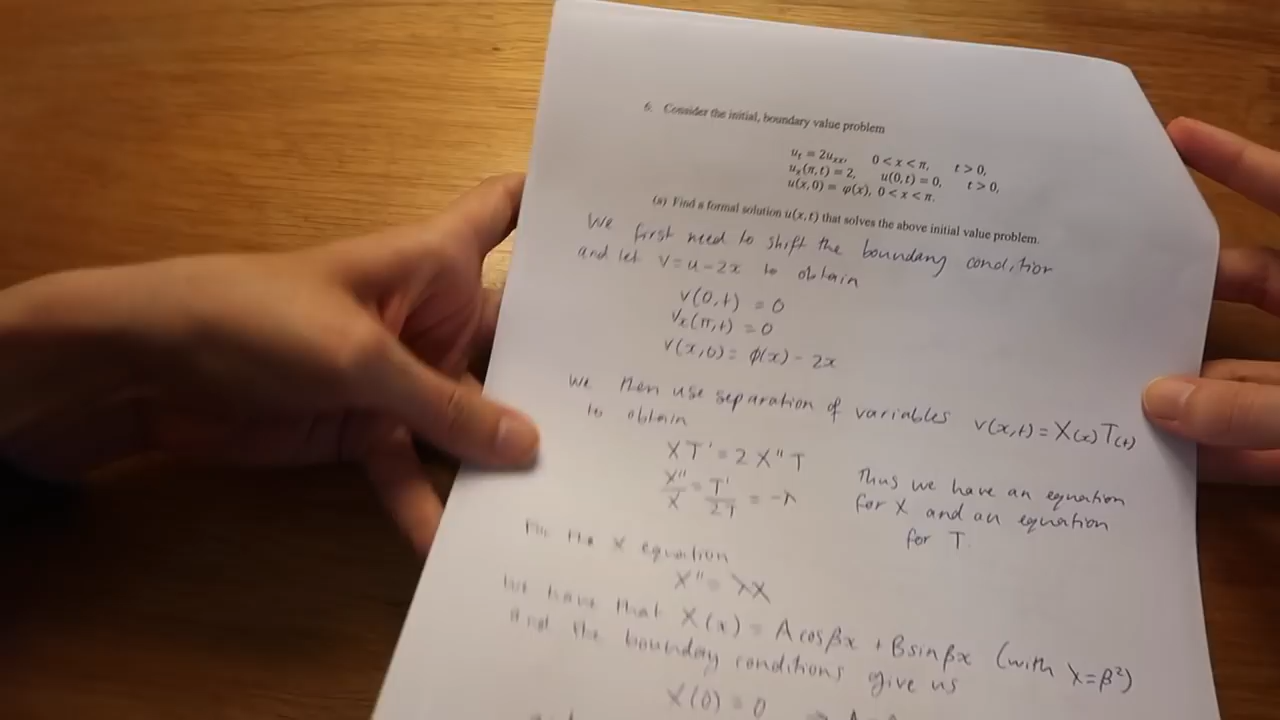 6. Consider the initial, boundary value problem
u_t = 2u_xx, 0 < x < π, t > 0,
u_x(π, t) = 2, u(0, t) = 0, t > 0,
u(x, 0) = φ(x), 0 < x < π.
(a) Find a formal solution u(x, t) that solves the above initial value problem.
We first need to shift the boundary condition
and let v = u - 2x to obtain
v(0,t) = 0
v_x(π,t) = 0
v(x,0) = φ(x) - 2x
We then use separation of variables v(x,t) = X(x)T(t)
to obtain
XT' = 2X''T
X''/X = T'/2T = -λ
Thus we have an equation
for X and an equation
for T
For the X equation
X'' = λX
We have that X(x) = A cosβx + B sinβx (with λ=β²)
and the boundary conditions give us
X(0) = 0 ⇒
and